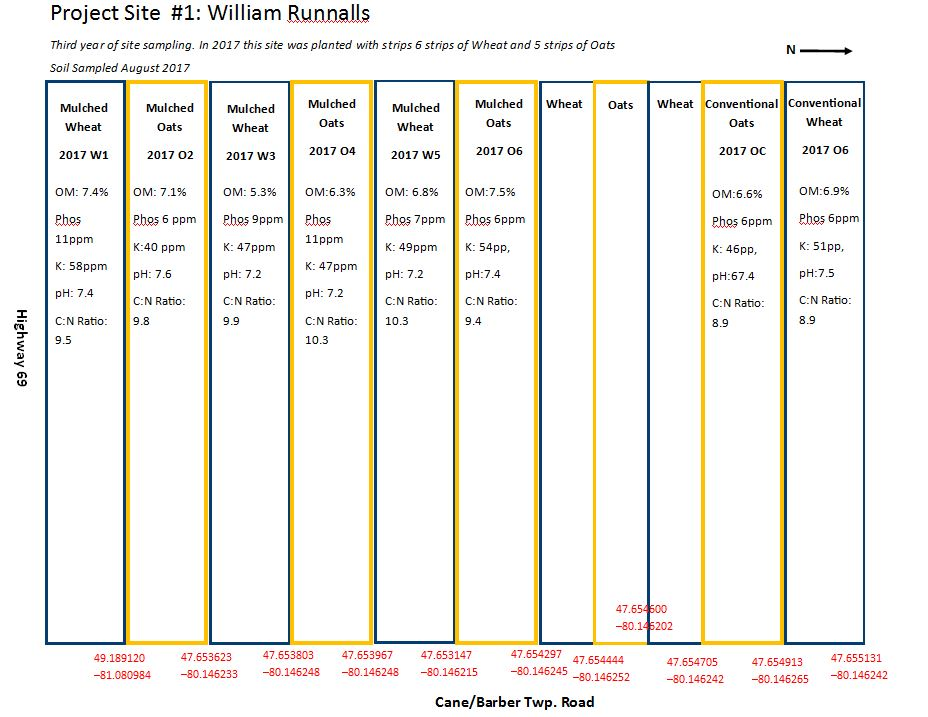 Project Site #1: William Runnalls
Third year of site sampling. In 2017 this site was planted with strips 6 strips of Wheat and 5 strips of Oats
Soil Sampled August 2017
N
Highway 69
Mulched
Wheat
2017 W1
OM: 7.4%
Phos
11ppm
K: 58ppm
pH: 7.4
C:N Ratio:
9.5
Mulched
Oats
2017 O2
OM: 7.1%
Phos 6 ppm
K:40 ppm
pH: 7.6
C:N Ratio:
9.8
Mulched
Wheat
2017 W3
OM: 5.3%
Phos 9ppm
K: 47ppm
pH: 7.2
C:N Ratio:
9.9
Mulched
Oats
2017 O4
OM:6.3%
Phos
11ppm
K: 47ppm
pH: 7.2
C:N Ratio:
10.3
Mulched
Wheat
2017 W5
OM: 6.8%
Phos 7ppm
K: 49ppm
pH: 7.2
C:N Ratio:
10.3
Mulched
Oats
2017 O6
OM:7.5%
Phos 6ppm
K: 54pp,
pH:7.4
C:N Ratio:
9.4
Wheat
Oats
Wheat
Conventional
Oats
2017 OC
OM:6.6%
Phos 6ppm
K: 46pp,
pH:67.4
C:N Ratio:
8.9
Conventional
Wheat
2017 O6
OM:6.9%
Phos 6ppm
K: 51pp,
pH:7.5
C:N Ratio:
8.9
47.654600
−80.146202
49.189120
−81.080984
47.653623
−80.146233
47.653803
−80.146248
47.653967
−80.146248
47.653147
−80.146215
47.654297
−80.146245
47.654444
−80.146252
47.654705
−80.146242
47.654913
−80.146265
47.655131
−80.146242
Cane/Barber Twp. Road